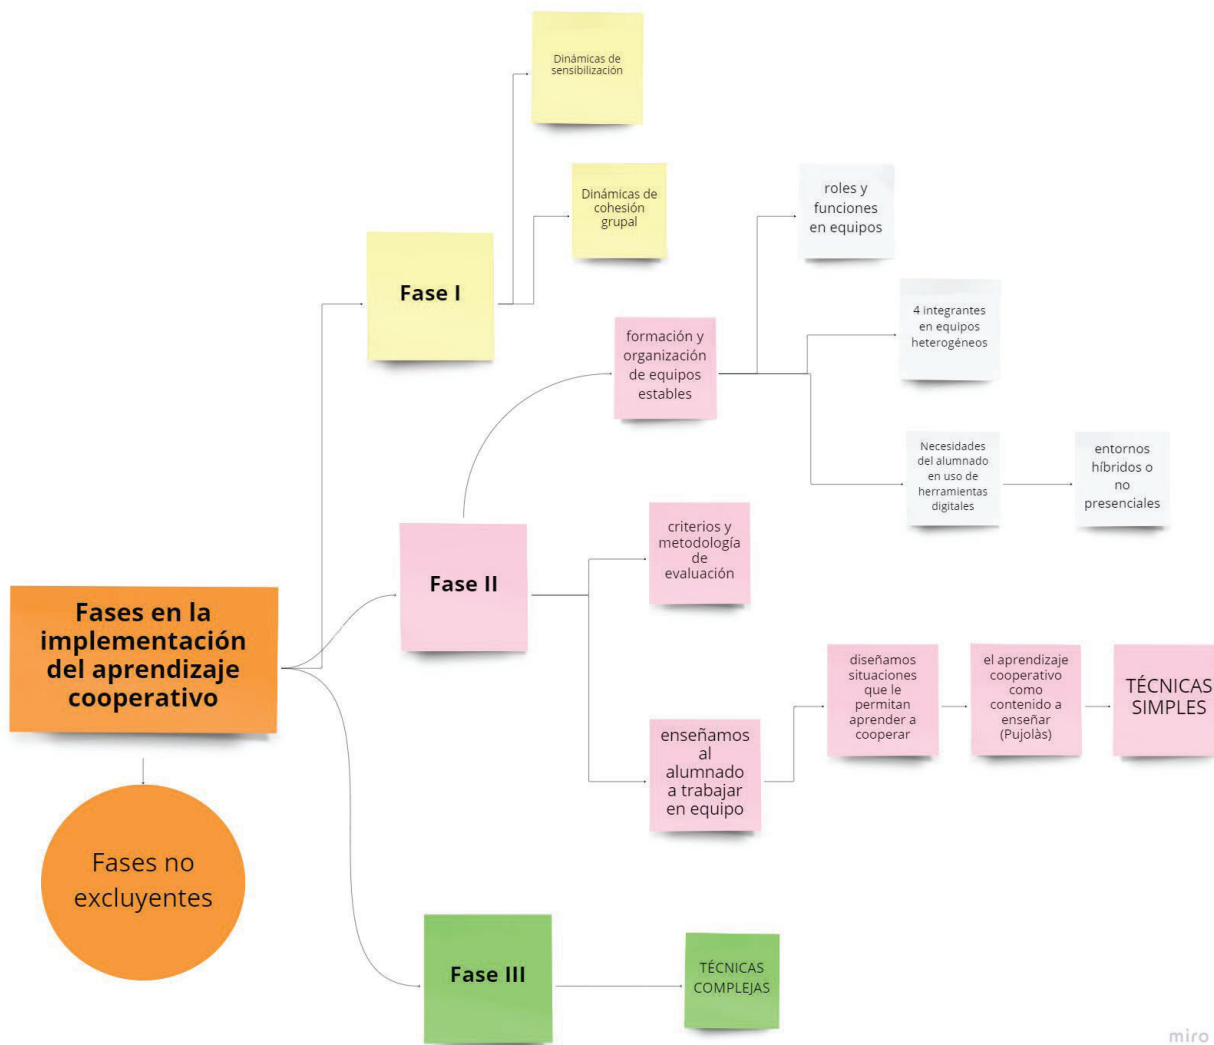 Dinámicas de
sensibilización
Dinámicas de
cohesión
grupal
roles y
funciones
en equipos
Fase I
4 integrantes
en equipos
heterogéneos
formación y
organización
de equipos
estables
Necesidades
del alumnado
en uso de
herramientas
digitales
entornos
híbridos o
no
presenciales
criterios y
metodología
de
evaluación
Fase II
Fases en la
implementación
del aprendizaje
cooperativo
diseñamos
situaciones
que le
permitan
aprender a
cooperar
el aprendizaje
cooperativo
como
contenido a
enseñar
(Pujolàs)
TÉCNICAS
SIMPLES
enseñamos
al
alumnado
a trabajar
en equipo
Fases no
excluyentes
Fase III
TÉCNICAS
COMPLEJAS
miro